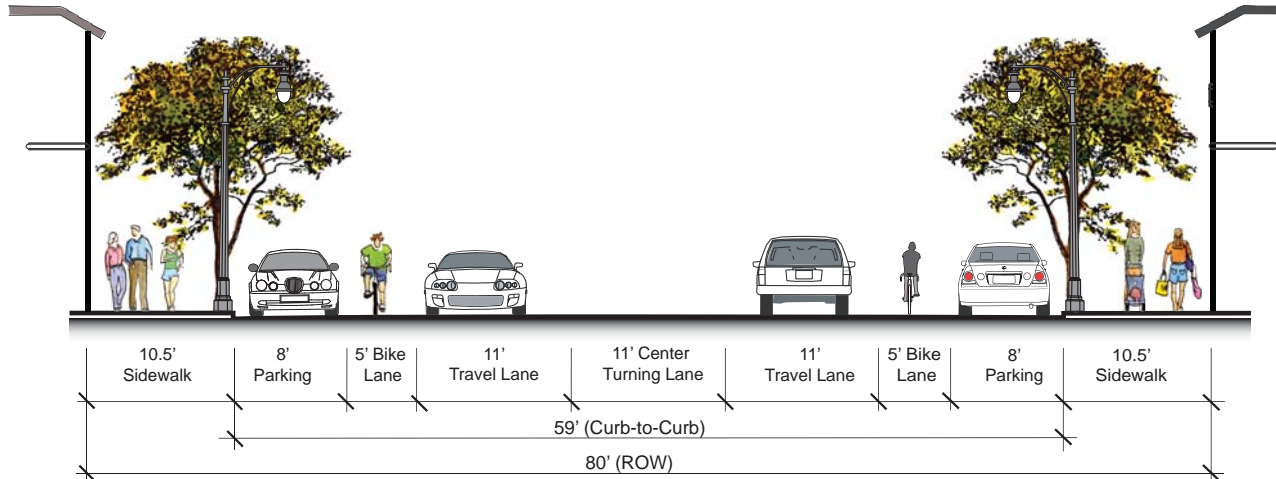 10.5’
Sidewalk
8’
Parking
5’ Bike
Lane
11’
Travel Lane
11’ Center
Turning Lane
11’
Travel Lane
5’ Bike
Lane
8’
Parking
10.5’
Sidewalk
59’ (Curb-to-Curb)
80’ (ROW)